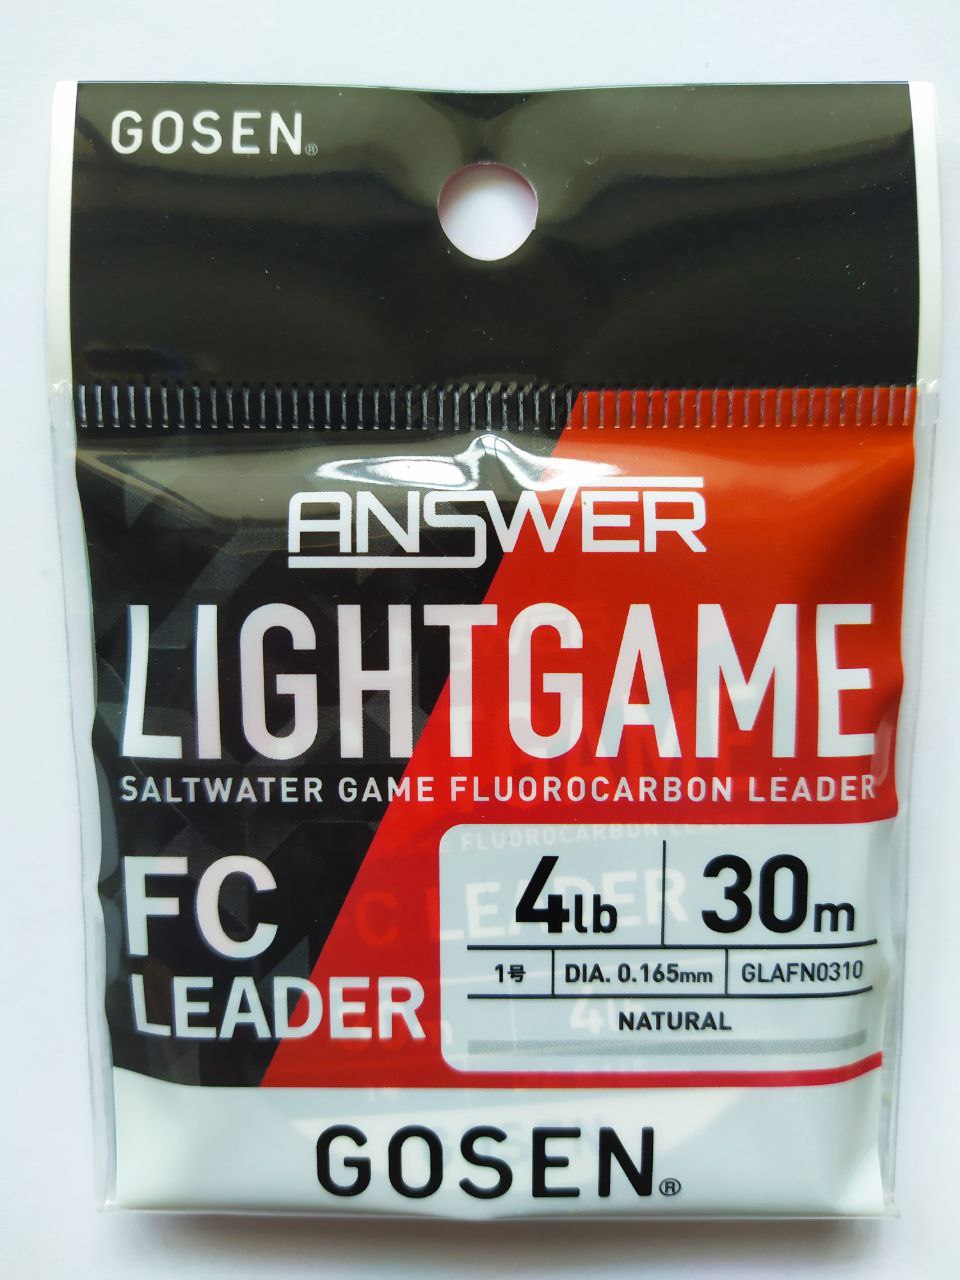 GOSEN®
ANSWER
LIGHTGAME
SALTWATER GAME FLUOROCARBON LEADER
FC
LEADER
4lb 30m
1号 DIA. 0.165mm GLAFN0310
NATURAL
GOSEN®